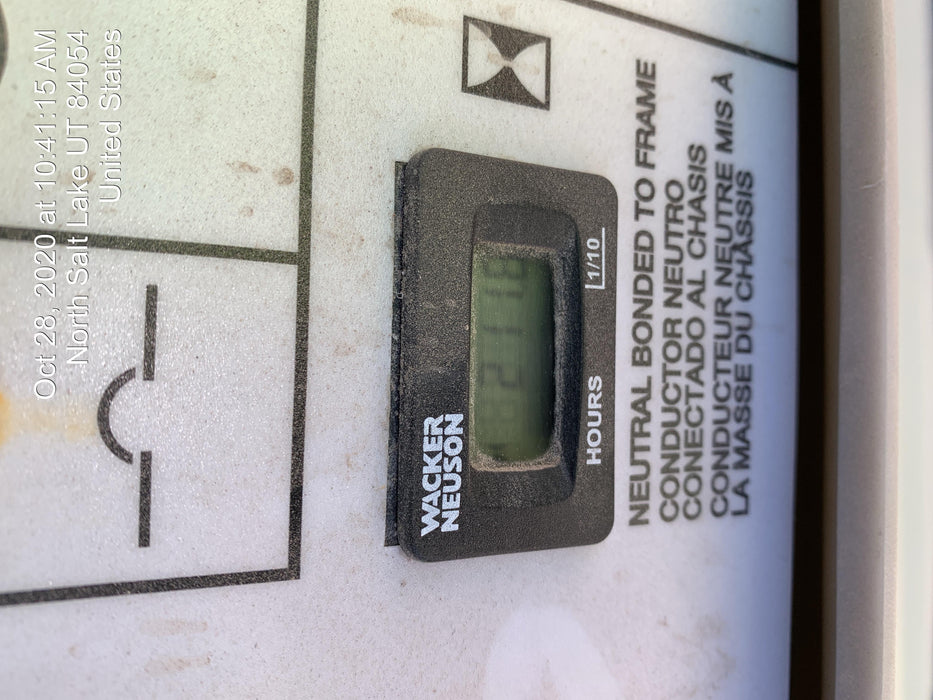 Oct 28, 2020 at 10:41:15 AM
North Salt Lake UT 84054
United States
WACKER
NEUSON
HOURS 1/10
NEUTRAL BONDED TO FRAME
CONDUCTOR NEUTRO
CONECTADO AL CHASIS
CONDUCTEUR NEUTRE MIS À
LA MASSE DU CHÂSSIS